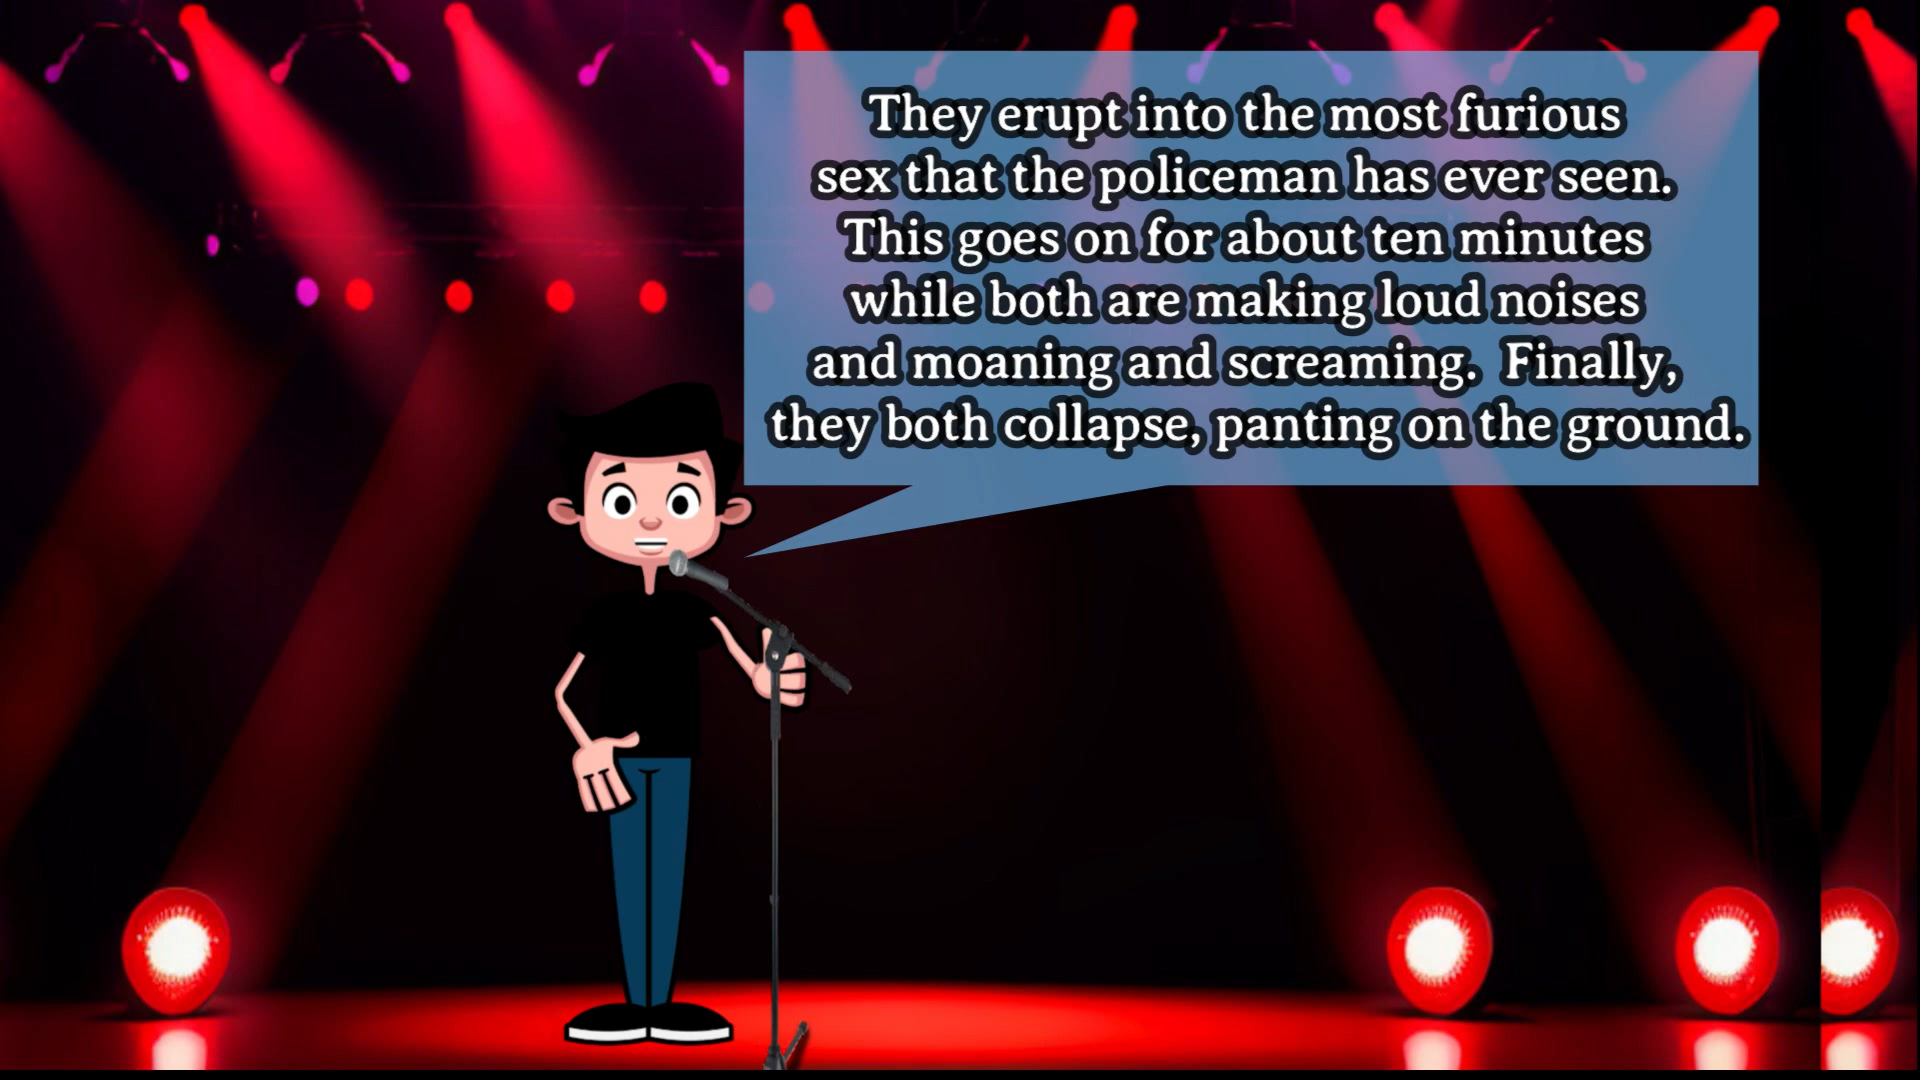 They erupt into the most furious
sex that the policeman has ever seen.
This goes on for about ten minutes
while both are making loud noises
and moaning and screaming.  Finally,
they both collapse, panting on the ground.